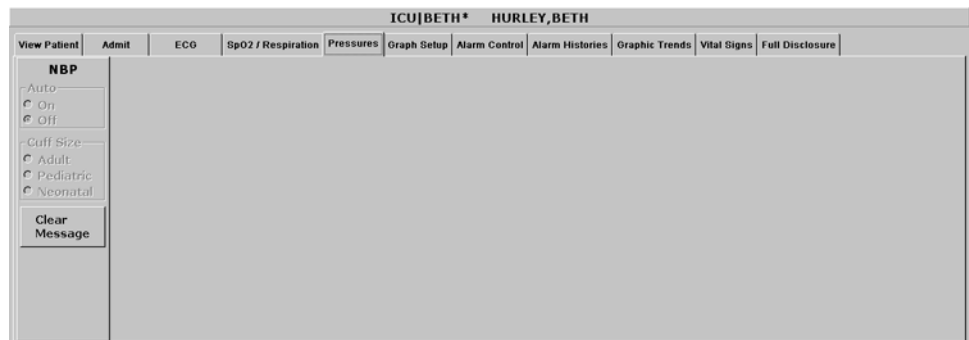 ICU|BETH* HURLEY,BETH
View Patient Admit ECG SpO2 / Respiration Pressures Graph Setup Alarm Control Alarm Histories Graphic Trends Vital Signs Full Disclosure
NBP
Auto
On
Off
Cuff Size
Adult
Pediatric
Neonatal
Clear
Message